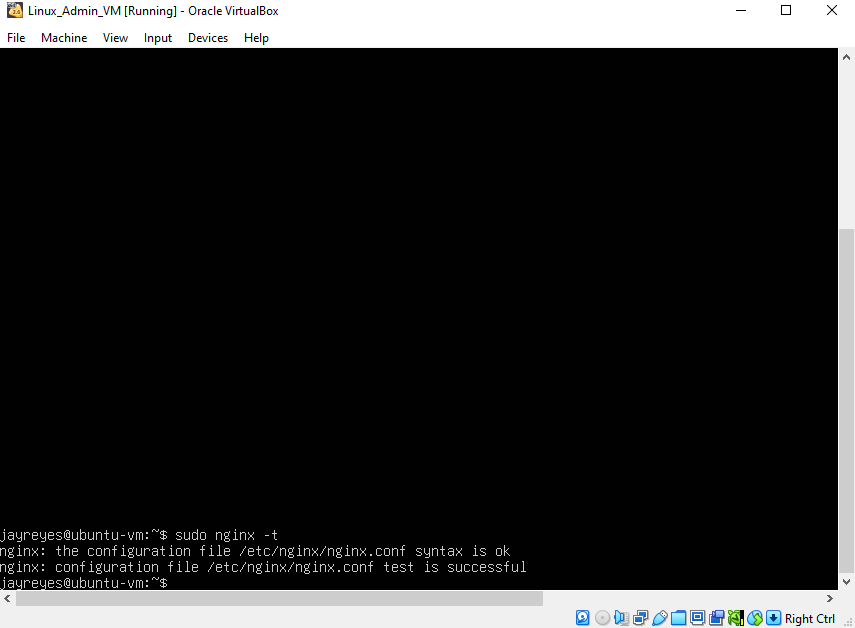 Linux_Admin_VM [Running] - Oracle VirtualBox
File Machine View Input Devices Help
jayreyes@ubuntu-vm:~$ sudo nginx -t
nginx: the configuration file /etc/nginx/nginx.conf syntax is ok
nginx: configuration file /etc/nginx/nginx.conf test is successful
jayreyes@ubuntu-vm:~$
Right Ctrl